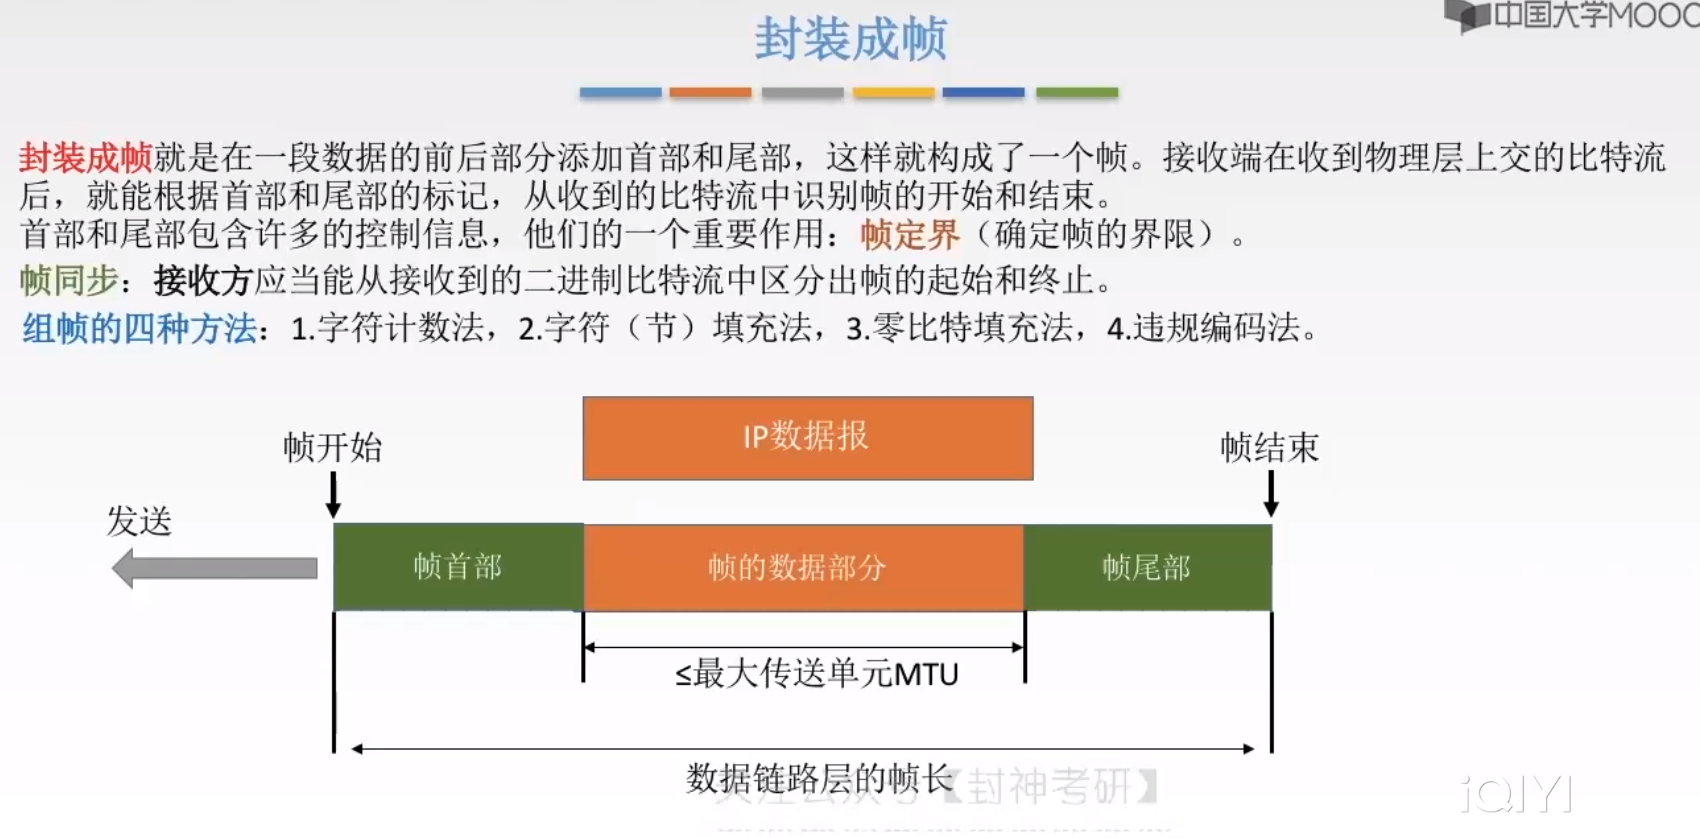 中国大学MOOC
封装成帧
封装成帧就是在一段数据的前后部分添加首部和尾部，这样就构成了一个帧。接收端在收到物理层上交的比特流
后，就能根据首部和尾部的标记，从收到的比特流中识别帧的开始和结束。
首部和尾部包含许多的控制信息，他们的一个重要作用：帧定界（确定帧的界限）。
帧同步：接收方应当能从接收到的二进制比特流中区分出帧的起始和终止。
组帧的四种方法：1.字符计数法，2.字符（节）填充法，3.零比特填充法，4.违规编码法。
IP数据报
帧开始
帧结束
发送
帧首部
帧的数据部分
帧尾部
≤最大传送单元MTU
数据链路层的帧长
【封神考研】
iQIYI